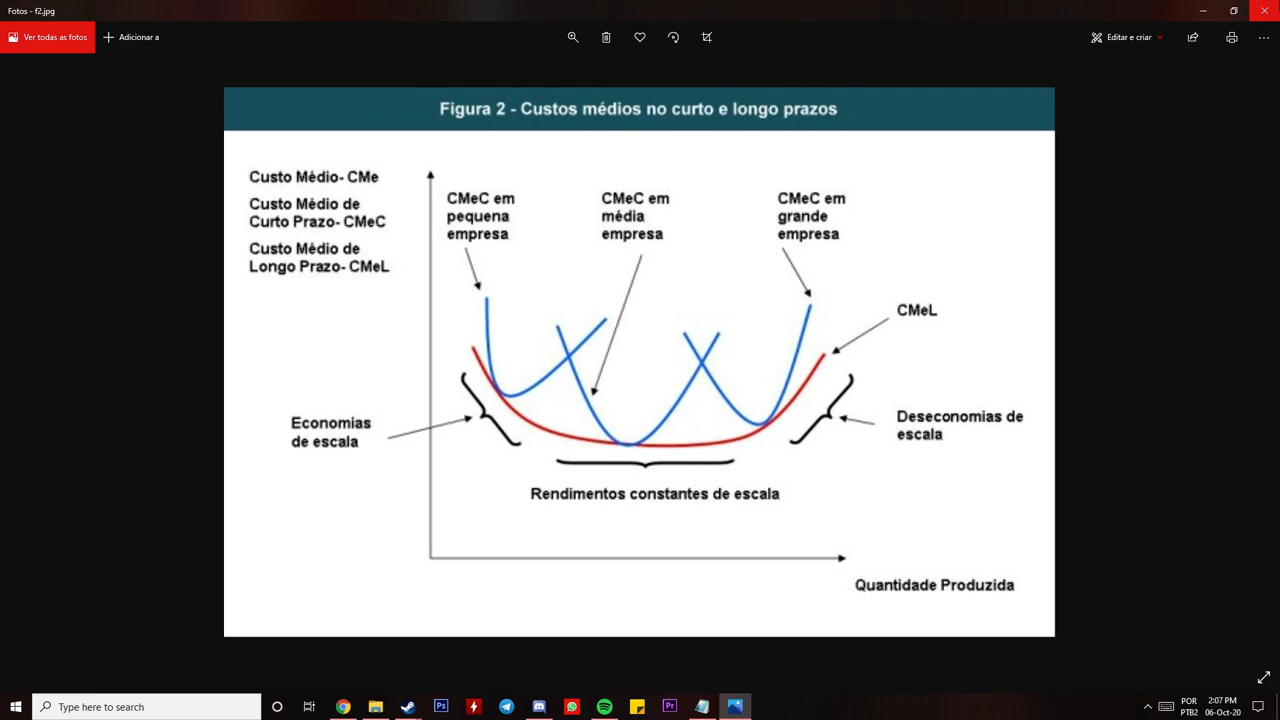 Fotos - f2.jpg
Ver todas as fotos
Adicionar a
Editar e criar
Figura 2 - Custos médios no curto e longo prazos
Custo Médio- CMe
Custo Médio de
Curto Prazo- CMeC
Custo Médio de
Longo Prazo- CMeL
CMeC em
pequena
empresa
CMeC em
média
empresa
CMeC em
grande
empresa
CMeL
Economias
de escala
Deseconomias de
escala
Rendimentos constantes de escala
Quantidade Produzida
Type here to search
Ps
Pr
POR
PTB2
2:07 PM
06-Oct-20